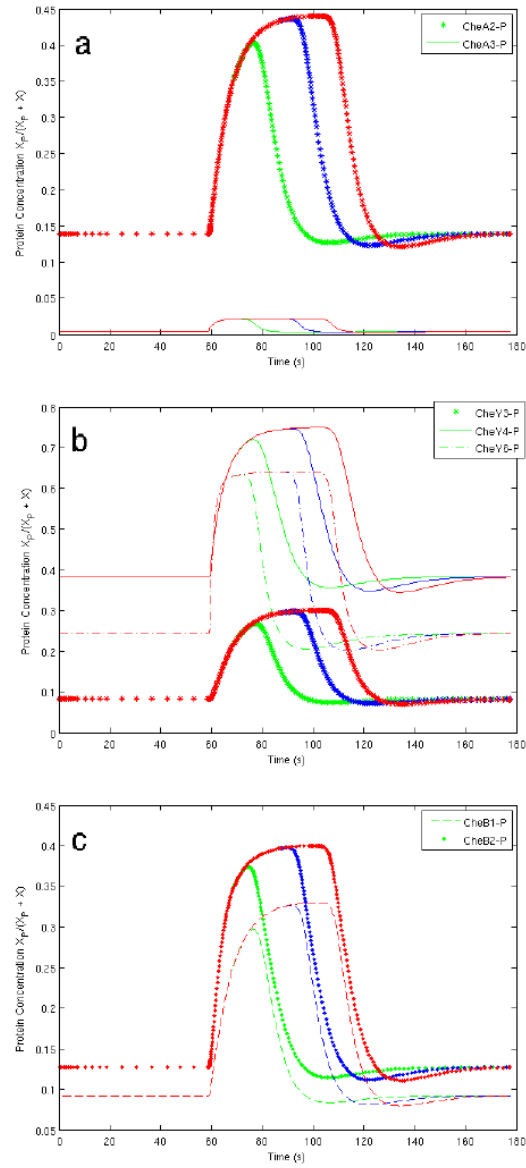 a
CheA2-P
CheA3-P
Protein Concentration X_P/(X_P + X)
0.45
0.4
0.35
0.3
0.25
0.2
0.15
0.1
0.05
0
0 20 40 60 80 100 120 140 160 180
Time (s)
b
CheY3-P
CheY4-P
CheY6-P
Protein Concentration X_P/(X_P + X)
0.8
0.7
0.6
0.5
0.4
0.3
0.2
0.1
0
0 20 40 60 80 100 120 140 160 180
Time (s)
c
CheB1-P
CheB2-P
Protein Concentration X_P/(X_P + X)
0.45
0.4
0.35
0.3
0.25
0.2
0.15
0.1
0.05
0 20 40 60 80 100 120 140 160 180
Time (s)